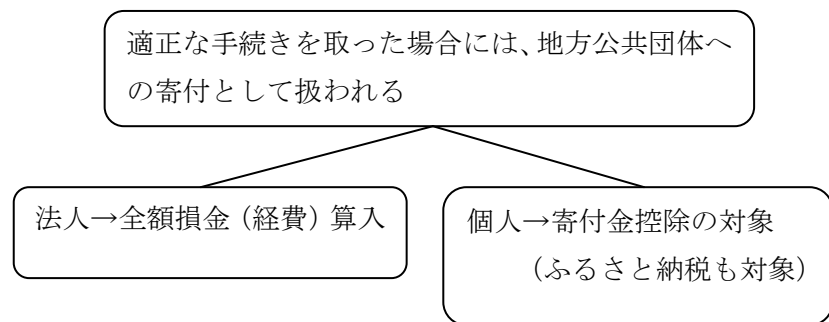 適正な手続きを取った場合には、地方公共団体へ
の寄付として扱われる
法人→全額損金（経費）算入
個人→寄付金控除の対象
（ふるさと納税も対象）